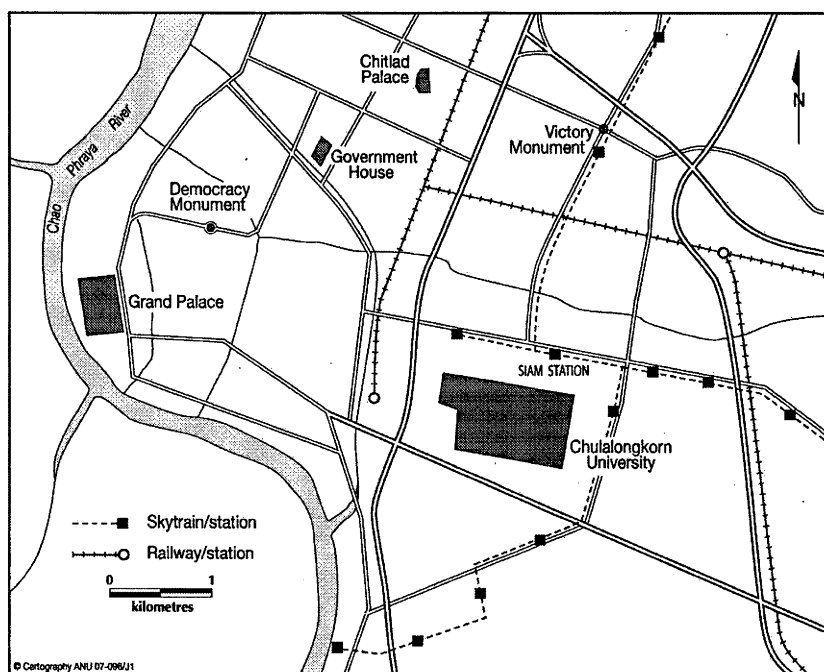 Chitlad
Palace
N
Victory
Monument
Chao Phraya River
Government
House
Democracy
Monument
Grand Palace
SIAM STATION
Chulalongkorn
University
Skytrain/station
Railway/station
0 1
kilometres
© Cartography ANU 07-096/J1